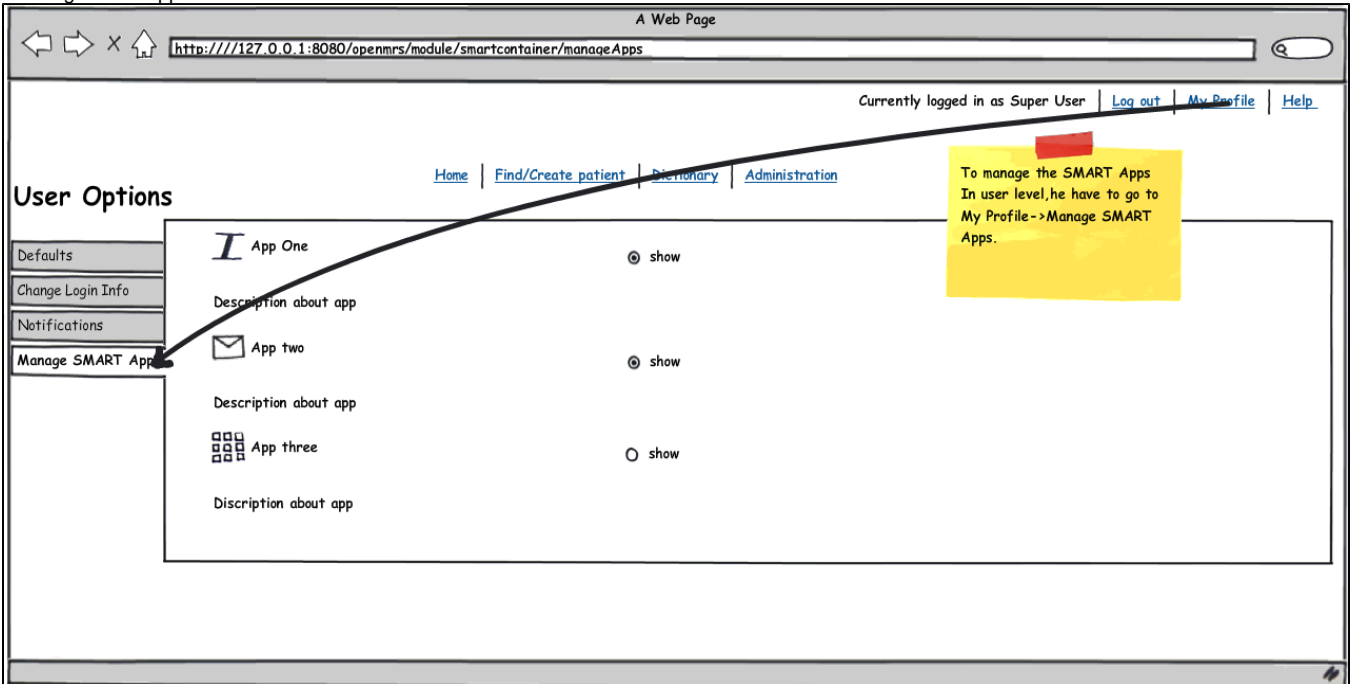 A Web Page
http:////127.0.0.1:8080/openmrs/module/smartcontainer/manageApps
Currently logged in as Super User | Log out | My Profile | Help
Home | Find/Create patient | Dictionary | Administration
To manage the SMART Apps
In user level,he have to go to
My Profile->Manage SMART
Apps.
User Options
Defaults
Change Login Info
Notifications
Manage SMART App
App One
show
Description about app
App two
show
Description about app
App three
show
Discription about app